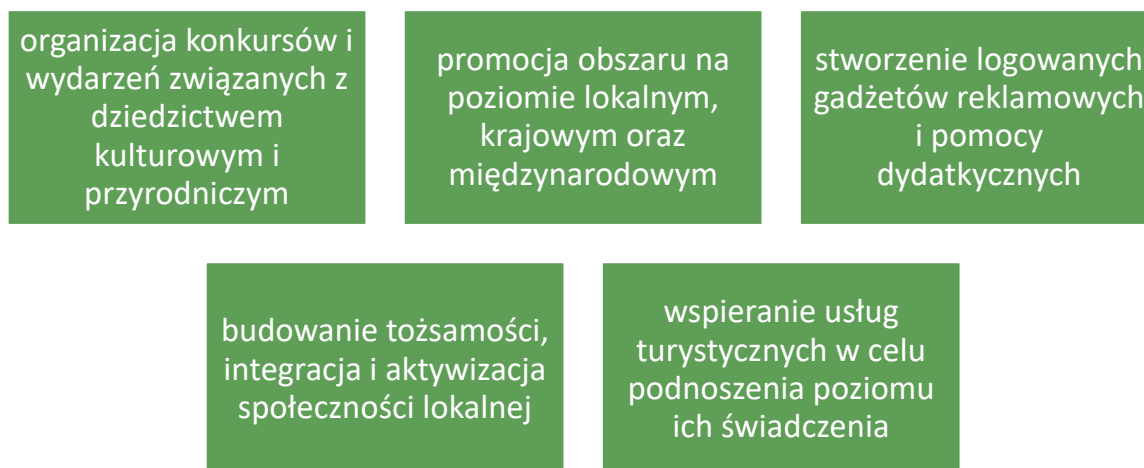 organizacja konkursów i
wydarzeń związanych z
dziedzictwem
kulturowym i
przyrodniczym
promocja obszaru na
poziomie lokalnym,
krajowym oraz
międzynarodowym
stworzenie logowanych
gadżetów reklamowych
i pomocy
dydatkycznych
budowanie tożsamości,
integracja i aktywizacja
społeczności lokalnej
wspieranie usług
turystycznych w celu
podnoszenia poziomu
ich świadczenia